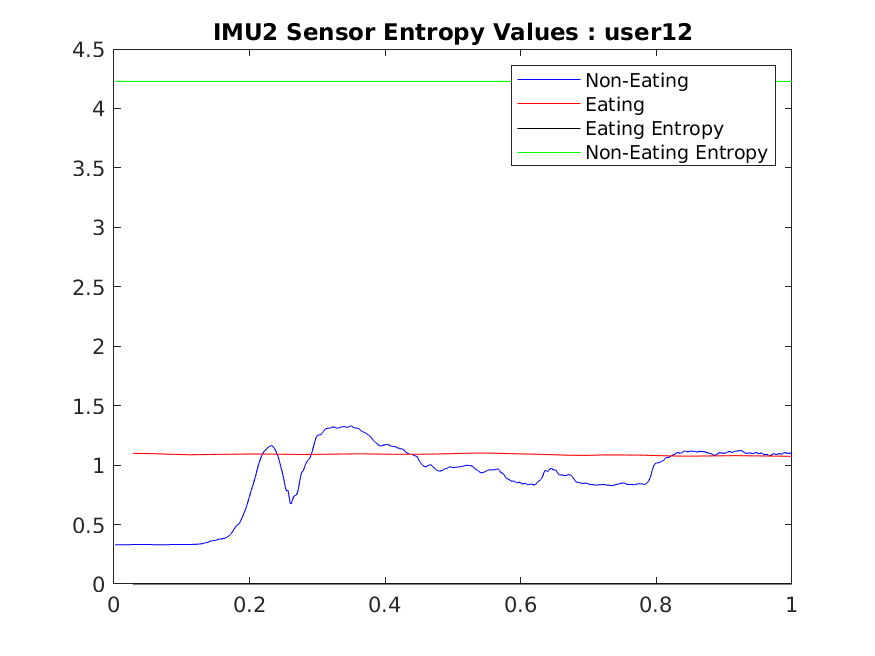 IMU2 Sensor Entropy Values : user12
4.5
4
3.5
3
2.5
2
1.5
1
0.5
0
Non-Eating
Eating
Eating Entropy
Non-Eating Entropy
0 0.2 0.4 0.6 0.8 1